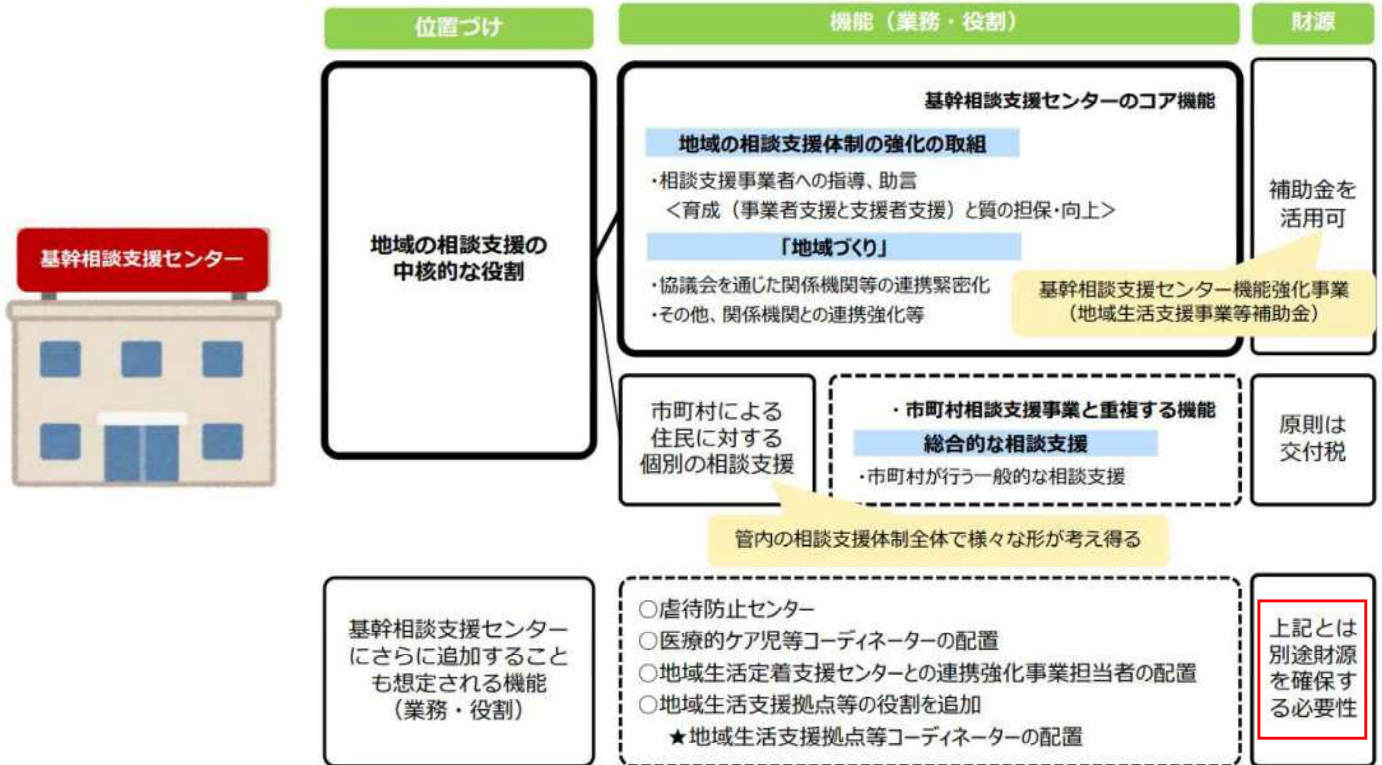 位置づけ
機能（業務・役割）
財源
基幹相談支援センター
地域の相談支援の
中核的な役割
基幹相談支援センターのコア機能
地域の相談支援体制の強化の取組
・相談支援事業者への指導、助言
＜育成（事業者支援と支援者支援）と質の担保・向上＞
「地域づくり」
・協議会を通じた関係機関等の連携緊密化
・その他、関係機関との連携強化等
補助金を
活用可
基幹相談支援センター機能強化事業
（地域生活支援事業等補助金）
市町村による
住民に対する
個別の相談支援
・市町村相談支援事業と重複する機能
総合的な相談支援
・市町村が行う一般的な相談支援
原則は
交付税
管内の相談支援体制全体で様々な形が考え得る
基幹相談支援センター
にさらに追加すること
も想定される機能
（業務・役割）
○虐待防止センター
○医療的ケア児等コーディネーターの配置
○地域生活定着支援センターとの連携強化事業担当者の配置
○地域生活支援拠点等の役割を追加
★地域生活支援拠点等コーディネーターの配置
上記とは
別途財源
を確保す
る必要性